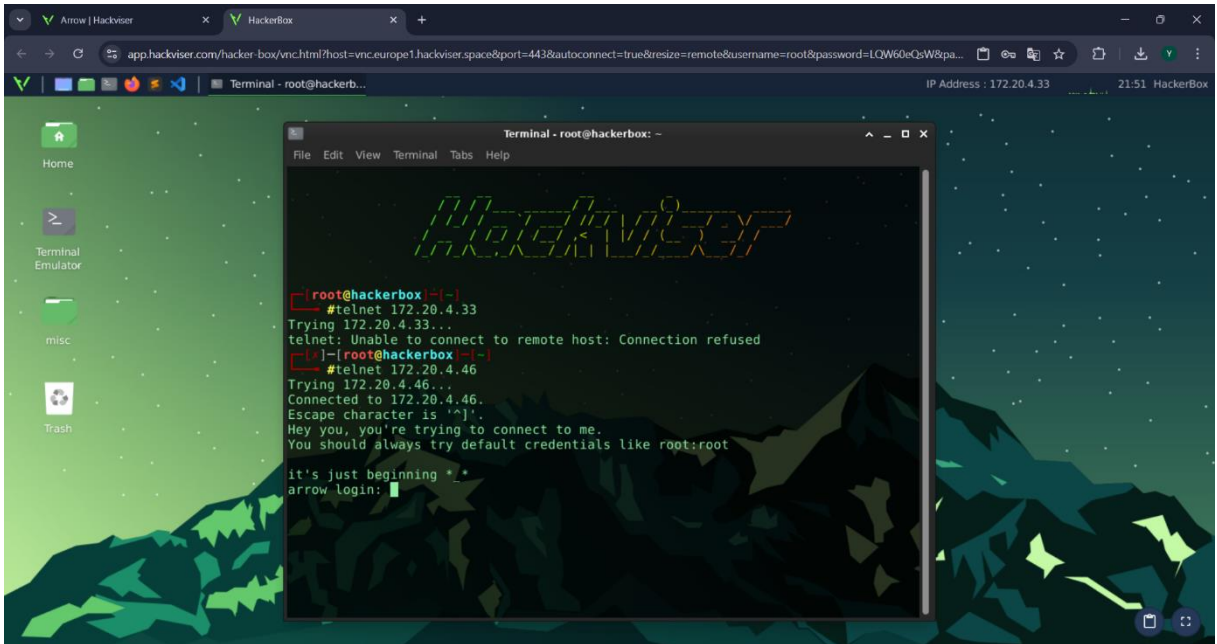 Arrow | Hackviser
HackerBox
app.hackviser.com/hacker-box/vnc.html?host=vnc.europe1.hackviser.space&port=443&autoconnect=true&resize=remote&username=root&password=LQW60eQsW&pa...
Y
Terminal - root@hackerb...
IP Address : 172.20.4.33
21:51 HackerBox
Home
Terminal
Emulator
misc
Trash
Terminal - root@hackerbox: ~
File Edit View Terminal Tabs Help
Hackviser
[root@hackerbox]-[~]
#telnet 172.20.4.33
Trying 172.20.4.33...
telnet: Unable to connect to remote host: Connection refused
[x]-[root@hackerbox]-[~]
#telnet 172.20.4.46
Trying 172.20.4.46...
Connected to 172.20.4.46.
Escape character is '^]'.
Hey you, you're trying to connect to me.
You should always try default credentials like root:root
it's just beginning *_*
arrow login: